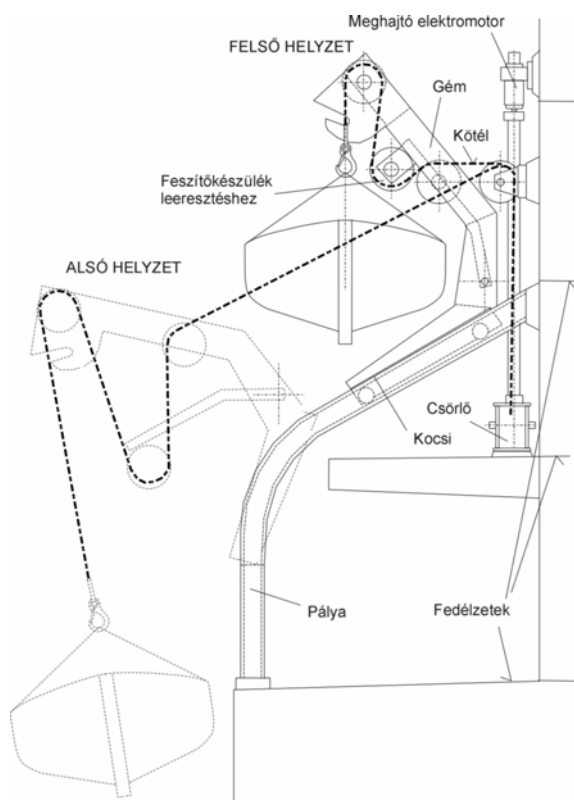 Meghajtó elektromotor
FELSŐ HELYZET
Gém
Kötél
Feszítőkészülék
leeresztéshez
ALSÓ HELYZET
Csörlő
Kocsi
Pálya
Fedélzetek